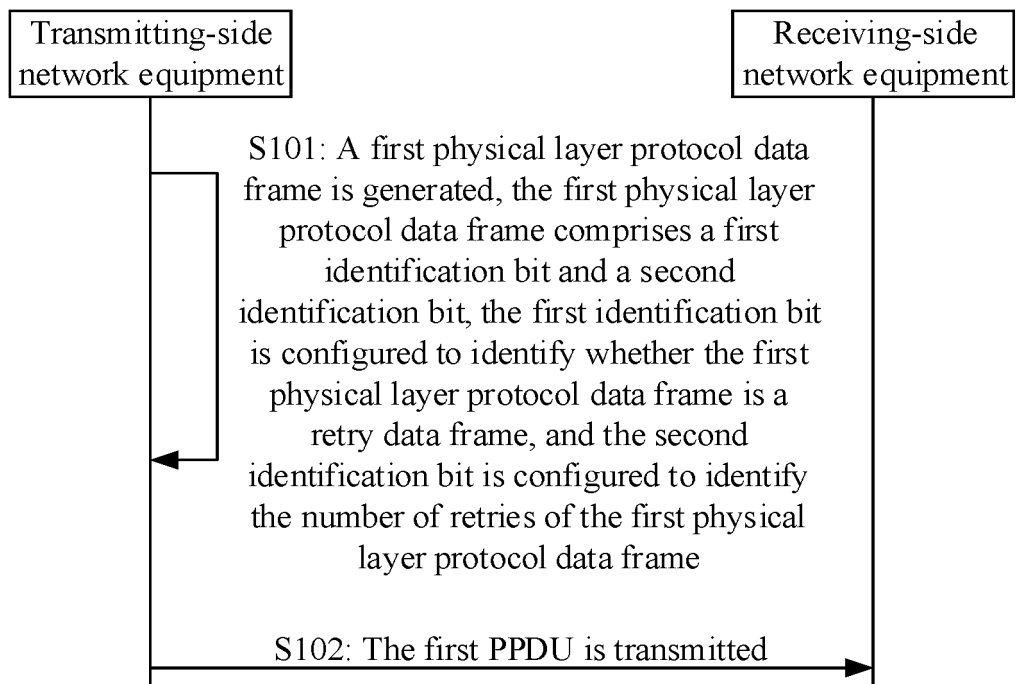 Transmitting-side
network equipment
Receiving-side
network equipment
S101: A first physical layer protocol data
frame is generated, the first physical layer
protocol data frame comprises a first
identification bit and a second
identification bit, the first identification bit
is configured to identify whether the first
physical layer protocol data frame is a
retry data frame, and the second
identification bit is configured to identify
the number of retries of the first physical
layer protocol data frame
S102: The first PPDU is transmitted